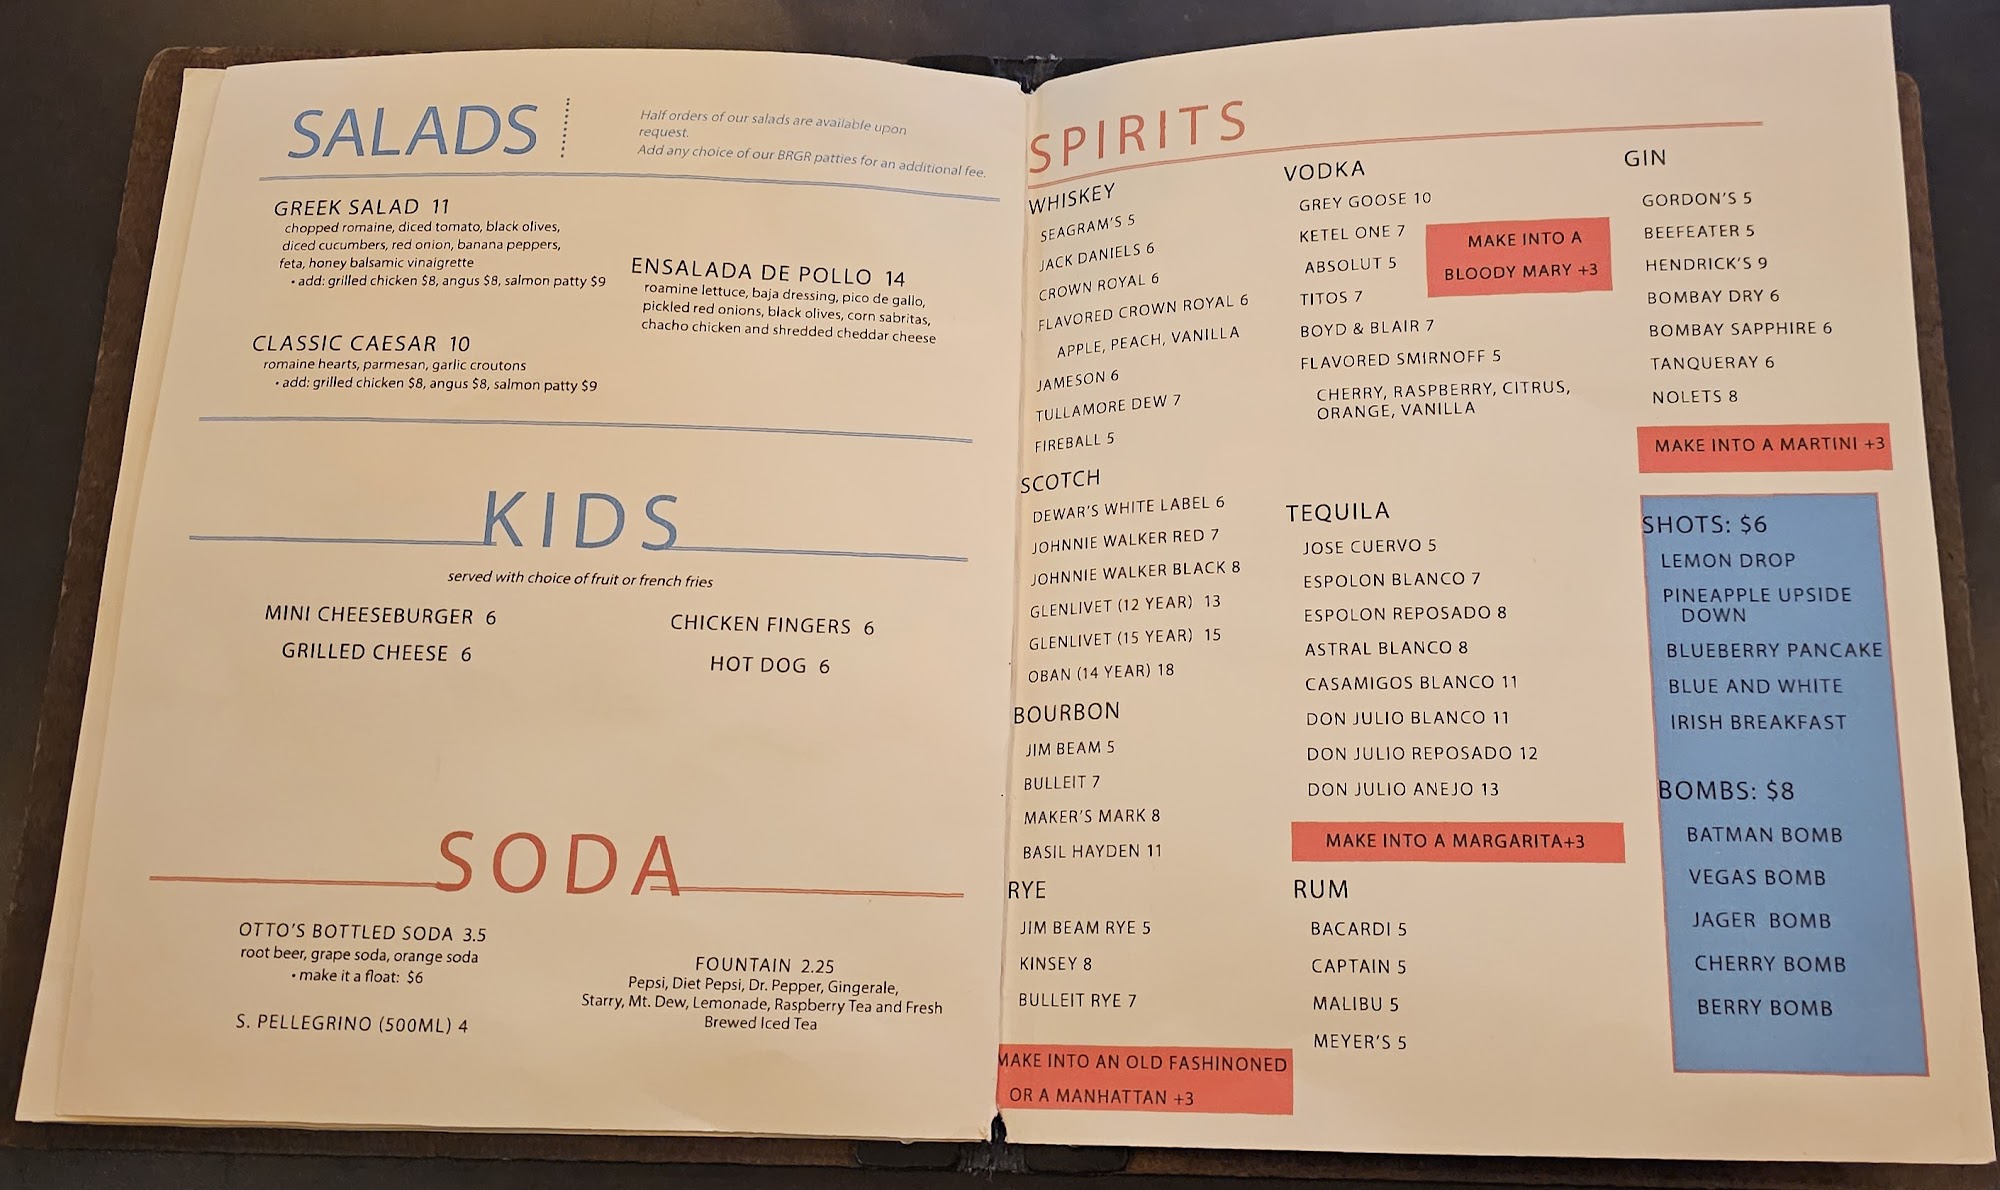 SALADS
Half orders of our salads are available upon
request.
Add any choice of our BRGR patties for an additional fee.
GREEK SALAD 11
chopped romaine, diced tomato, black olives,
diced cucumbers, red onion, banana peppers,
feta, honey balsamic vinaigrette
• add: grilled chicken $8, angus $8, salmon patty $9
CLASSIC CAESAR 10
romaine hearts, parmesan, garlic croutons
• add: grilled chicken $8, angus $8, salmon patty $9
ENSALADA DE POLLO 14
roamine lettuce, baja dressing, pico de gallo,
pickled red onions, black olives, corn sabritas,
chacho chicken and shredded cheddar cheese
KIDS
served with choice of fruit or french fries
MINI CHEESEBURGER 6
GRILLED CHEESE 6
CHICKEN FINGERS 6
HOT DOG 6
SODA
OTTO'S BOTTLED SODA 3.5
root beer, grape soda, orange soda
• make it a float: $6
S. PELLEGRINO (500ML) 4
FOUNTAIN 2.25
Pepsi, Diet Pepsi, Dr. Pepper, Gingerale,
Starry, Mt. Dew, Lemonade, Raspberry Tea and Fresh
Brewed Iced Tea
SPIRITS
WHISKEY
SEAGRAM'S 5
JACK DANIELS 6
CROWN ROYAL 6
FLAVORED CROWN ROYAL 6
APPLE, PEACH, VANILLA
JAMESON 6
TULLAMORE DEW 7
FIREBALL 5
SCOTCH
DEWAR'S WHITE LABEL 6
JOHNNIE WALKER RED 7
JOHNNIE WALKER BLACK 8
GLENLIVET (12 YEAR) 13
GLENLIVET (15 YEAR) 15
OBAN (14 YEAR) 18
BOURBON
JIM BEAM 5
BULLEIT 7
MAKER'S MARK 8
BASIL HAYDEN 11
RYE
JIM BEAM RYE 5
KINSEY 8
BULLEIT RYE 7
MAKE INTO AN OLD FASHINONED
OR A MANHATTAN +3
VODKA
GREY GOOSE 10
KETEL ONE 7
ABSOLUT 5
TITOS 7
BOYD & BLAIR 7
FLAVORED SMIRNOFF 5
CHERRY, RASPBERRY, CITRUS,
ORANGE, VANILLA
MAKE INTO A
BLOODY MARY +3
TEQUILA
JOSE CUERVO 5
ESPOLON BLANCO 7
ESPOLON REPOSADO 8
ASTRAL BLANCO 8
CASAMIGOS BLANCO 11
DON JULIO BLANCO 11
DON JULIO REPOSADO 12
DON JULIO ANEJO 13
MAKE INTO A MARGARITA+3
RUM
BACARDI 5
CAPTAIN 5
MALIBU 5
MEYER'S 5
GIN
GORDON'S 5
BEEFEATER 5
HENDRICK'S 9
BOMBAY DRY 6
BOMBAY SAPPHIRE 6
TANQUERAY 6
NOLETS 8
MAKE INTO A MARTINI +3
SHOTS: $6
LEMON DROP
PINEAPPLE UPSIDE
DOWN
BLUEBERRY PANCAKE
BLUE AND WHITE
IRISH BREAKFAST
BOMBS: $8
BATMAN BOMB
VEGAS BOMB
JAGER BOMB
CHERRY BOMB
BERRY BOMB